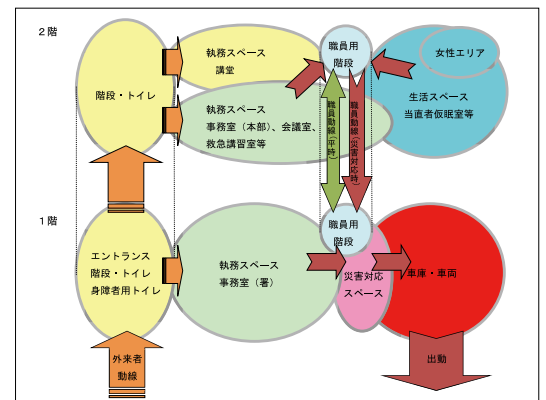 2階
階段・トイレ
執務スペース
講堂
職員用
階段
女性エリア
生活スペース
当直者仮眠室等
執務スペース
事務室（本部）、会議室、
救急講習室等
職員動線（平時）
職員動線（災害対応時）
1階
エントランス
階段・トイレ
身障者用トイレ
執務スペース
事務室（署）
職員用
階段
災害対応
スペース
車庫・車両
外来者
動線
出動